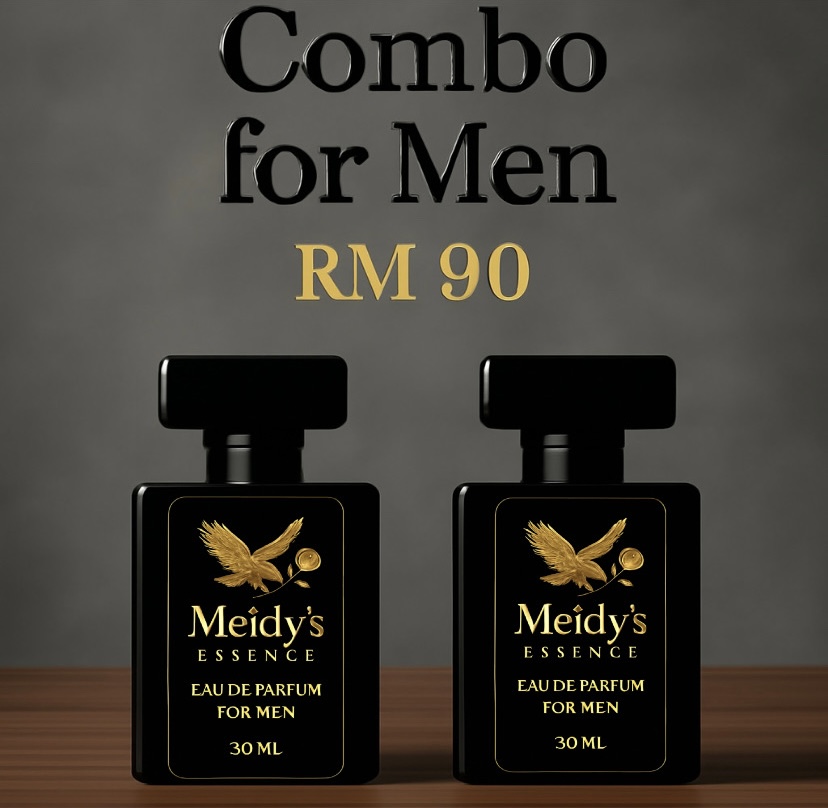 Combo
for Men
RM 90
Meidy's
ESSENCE
EAU DE PARFUM
FOR MEN
30 ML
Meidy's
ESSENCE
EAU DE PARFUM
FOR MEN
30 ML